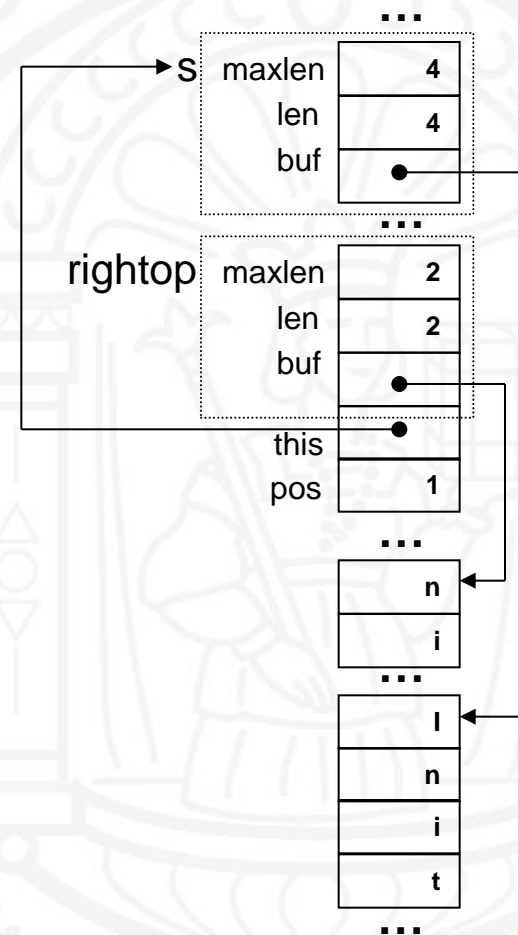 ...
s maxlen 4
len 4
buf
...
rightop maxlen 2
len 2
buf
this
pos 1
...
n
i
...
l
n
i
t
...